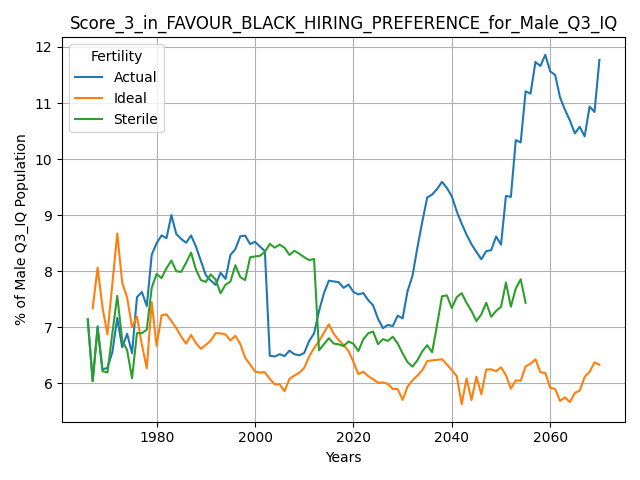 Score_3_in_FAVOUR_BLACK_HIRING_PREFERENCE_for_Male_Q3_IQ
Fertility
Actual
Ideal
Sterile
% of Male Q3_IQ Population
12
11
10
9
8
7
6
1980
2000
2020
2040
2060
Years